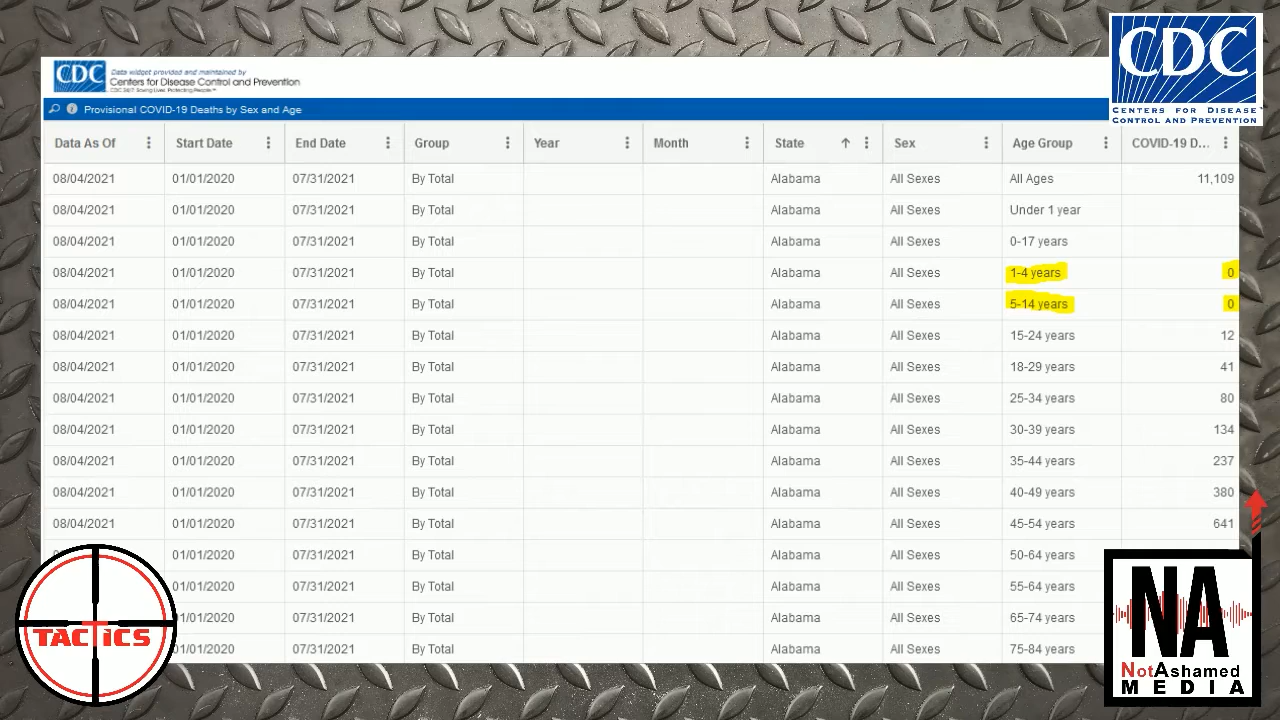 CDC
CENTERS FOR DISEASE
CONTROL AND PREVENTION
CDC
Data widget provided and maintained by
Centers for Disease Control and Prevention
CDC 24/7: Saving Lives. Protecting People™
Provisional COVID-19 Deaths by Sex and Age
Data As Of Start Date End Date Group Year Month State Sex Age Group COVID-19 D...
08/04/2021 01/01/2020 07/31/2021 By Total Alabama All Sexes All Ages 11,109
08/04/2021 01/01/2020 07/31/2021 By Total Alabama All Sexes Under 1 year
08/04/2021 01/01/2020 07/31/2021 By Total Alabama All Sexes 0-17 years
08/04/2021 01/01/2020 07/31/2021 By Total Alabama All Sexes 1-4 years 0
08/04/2021 01/01/2020 07/31/2021 By Total Alabama All Sexes 5-14 years 0
08/04/2021 01/01/2020 07/31/2021 By Total Alabama All Sexes 15-24 years 12
08/04/2021 01/01/2020 07/31/2021 By Total Alabama All Sexes 18-29 years 41
08/04/2021 01/01/2020 07/31/2021 By Total Alabama All Sexes 25-34 years 80
08/04/2021 01/01/2020 07/31/2021 By Total Alabama All Sexes 30-39 years 134
08/04/2021 01/01/2020 07/31/2021 By Total Alabama All Sexes 35-44 years 237
08/04/2021 01/01/2020 07/31/2021 By Total Alabama All Sexes 40-49 years 380
08/04/2021 01/01/2020 07/31/2021 By Total Alabama All Sexes 45-54 years 641
01/01/2020 07/31/2021 By Total Alabama All Sexes 50-64 years
01/01/2020 07/31/2021 By Total Alabama All Sexes 55-64 years
01/01/2020 07/31/2021 By Total Alabama All Sexes 65-74 years
01/01/2020 07/31/2021 By Total Alabama All Sexes 75-84 years
TACTICS
NA
NotAshamed
MEDIA